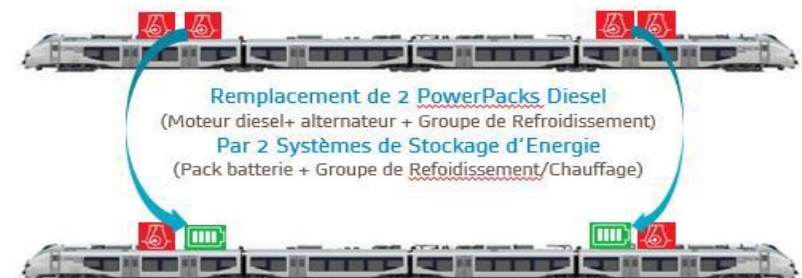 Remplacement de 2 PowerPacks Diesel
(Moteur diesel+ alternateur + Groupe de Refroidissement)
Par 2 Systèmes de Stockage d'Energie
(Pack batterie + Groupe de Refoidissement/Chauffage)